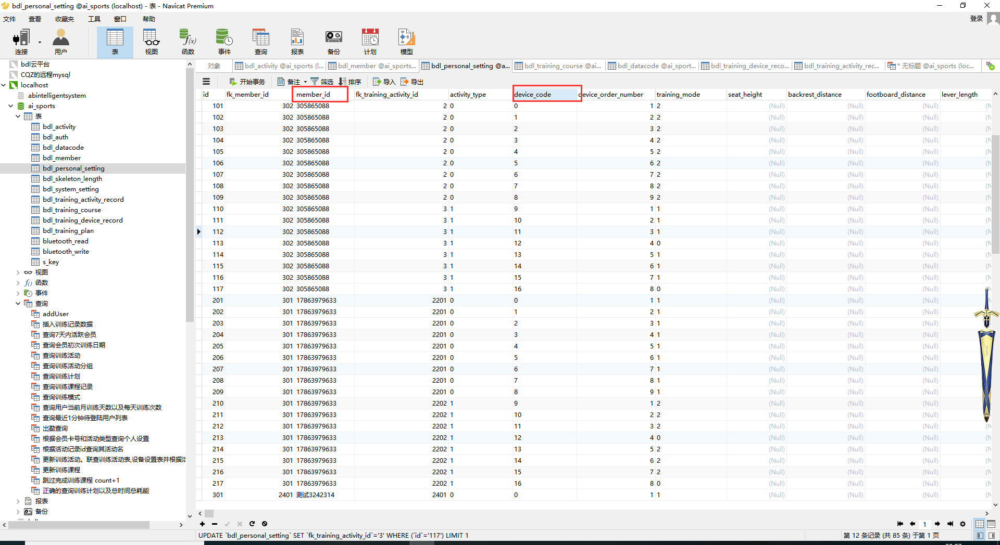 bdl_personal_setting @ai_sports (localhost) - 表 - Navicat Premium
文件 查看 收藏夹 工具 窗口 帮助 登录
连接 用户 表 视图 函数 事件 查询 报表 备份 计划 模型
对象 bdl_activity @ai_sports (l... bdl_member @ai_sports... bdl_personal_setting @a... bdl_training_course @ai... bdl_datacode @ai_sport... bdl_training_device_reco... bdl_training_activity_rec... * 无标题 @ai_sports (loc...
开始事务 备注 筛选 排序 导入 导出
bdl云平台
CQZ的远程mysql
localhost
abintelligentsystem
ai_sports
表
bdl_activity
bdl_auth
bdl_datacode
bdl_member
bdl_personal_setting
bdl_skeleton_length
bdl_system_setting
bdl_training_activity_record
bdl_training_course
bdl_training_device_record
bdl_training_plan
bluetooth_read
bluetooth_write
s_key
视图
函数
事件
查询
addUser
插入训练记录数据
查询7天内活跃会员
查询会员初次训练日期
查询训练活动
查询训练活动分组
查询训练计划
查询训练课程记录
查询训练模式
查询用户当前月训练天数以及每天训练次数
查询最近1分钟待登陆用户列表
出勤查询
根据会员卡号和活动类型查询个人设置
根据活动记录id查询其活动名
更新训练活动。联查训练活动表,设备设置表并根据活
更新训练课程
跳过完成训练课程 count+1
正确的查询训练计划以及总时间总耗能
报表
备份
id fk_member_id member_id fk_training_activity_id activity_type device_code device_order_number training_mode seat_height backrest_distance footboard_distance lever_length
101 302 305865088 2 0 0 1 2 (Null) (Null) (Null) (N
102 302 305865088 2 0 1 2 2 (Null) (Null) (Null) (N
103 302 305865088 2 0 2 3 2 (Null) (Null) (Null) (N
104 302 305865088 2 0 3 4 2 (Null) (Null) (Null) (N
105 302 305865088 2 0 4 5 2 (Null) (Null) (Null) (N
106 302 305865088 2 0 5 6 2 (Null) (Null) (Null) (N
107 302 305865088 2 0 6 7 2 (Null) (Null) (Null) (N
108 302 305865088 2 0 7 8 2 (Null) (Null) (Null) (N
109 302 305865088 2 0 8 9 2 (Null) (Null) (Null) (N
110 302 305865088 3 1 9 1 1 (Null) (Null) (Null) (N
111 302 305865088 3 1 10 2 1 (Null) (Null) (Null) (N
112 302 305865088 3 1 11 3 1 (Null) (Null) (Null) (N
113 302 305865088 3 1 12 4 0 (Null) (Null) (Null) (N
114 302 305865088 3 1 13 5 1 (Null) (Null) (Null) (N
115 302 305865088 3 1 14 6 1 (Null) (Null) (Null) (N
116 302 305865088 3 1 15 7 1 (Null) (Null) (Null) (N
117 302 305865088 3 1 16 8 0 (Null) (Null) (Null) (N
201 301 17863979633 2201 0 0 1 1 (Null) (Null) (Null) (N
202 301 17863979633 2201 0 1 2 1 (Null) (Null) (Null) (N
203 301 17863979633 2201 0 2 3 1 (Null) (Null) (Null) (N
204 301 17863979633 2201 0 3 4 1 (Null) (Null) (Null) (N
205 301 17863979633 2201 0 4 5 1 (Null) (Null) (Null) (N
206 301 17863979633 2201 0 5 6 1 (Null) (Null) (Null) (N
207 301 17863979633 2201 0 6 7 1 (Null) (Null) (Null)
208 301 17863979633 2201 0 7 8 1 (Null) (Null) (Null)
209 301 17863979633 2201 0 8 9 1 (Null) (Null) (Null)
210 301 17863979633 2202 1 9 1 2 (Null) (Null) (Null)
211 301 17863979633 2202 1 10 2 2 (Null) (Null) (Null)
212 301 17863979633 2202 1 11 3 2 (Null) (Null) (Null) (N
213 301 17863979633 2202 1 12 4 0 (Null) (Null) (Null) (N
214 301 17863979633 2202 1 13 5 2 (Null) (Null) (Null) (N
215 301 17863979633 2202 1 14 6 2 (Null) (Null) (Null) (N
216 301 17863979633 2202 1 15 7 2 (Null) (Null) (Null) (N
217 301 17863979633 2202 1 16 8 0 (Null) (Null) (Null) (N
301 2401 测试3242314 2401 0 0 1 1 (Null) (Null) (Null) (N
1
UPDATE `bdl_personal_setting` SET `fk_training_activity_id`='3' WHERE (`id`='117') LIMIT 1
第 12 条记录 (共 85 条) 于第 1 页